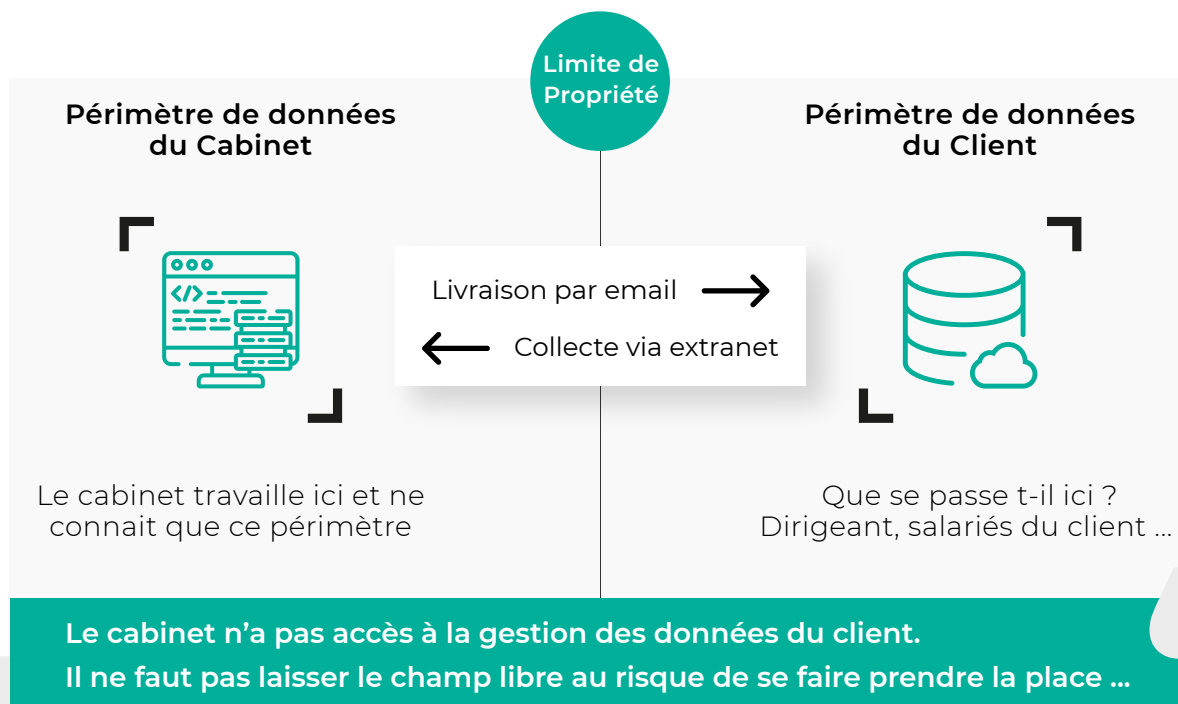 Limite de
Propriété
Périmètre de données
du Cabinet
Périmètre de données
du Client
</>
Livraison par email
Collecte via extranet
Le cabinet travaille ici et ne
connait que ce périmètre
Que se passe t-il ici ?
Dirigeant, salariés du client ...
Le cabinet n’a pas accès à la gestion des données du client.
Il ne faut pas laisser le champ libre au risque de se faire prendre la place ...